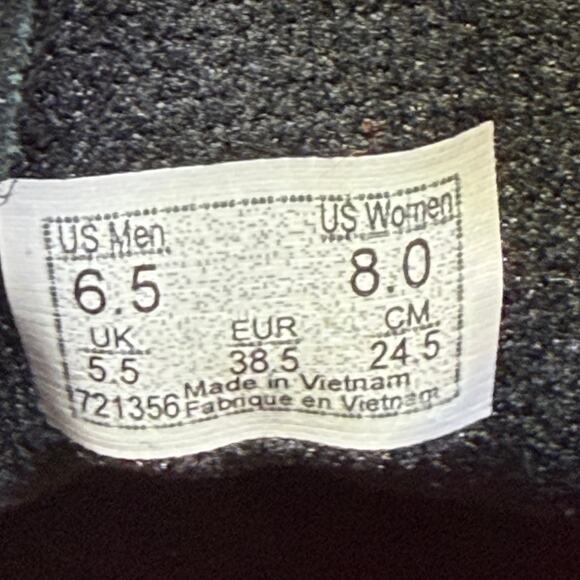 US Men US Women
6.5 8.0
UK EUR CM
5.5 38.5 24.5
721356 Made in Vietnam
Fabrique en Vietnam